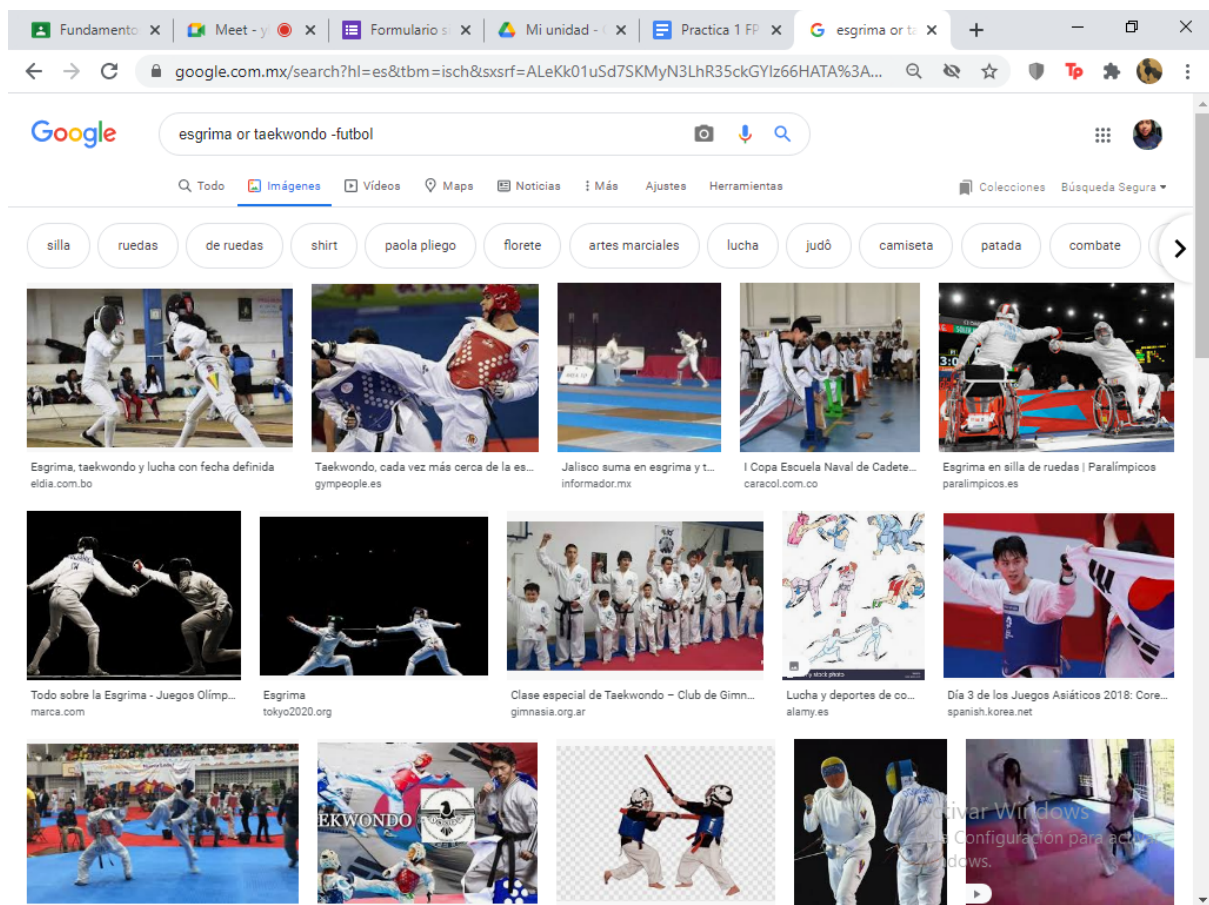 Fundamento
Meet - y
Formulario s
Mi unidad - (
Practica 1 FP
esgrima or ta
google.com.mx/search?hl=es&tbm=isch&sxsrf=ALeKk01uSd7SKMyN3LhR35ckGYIz66HATA%3A...
Tp
Google
esgrima or taekwondo -futbol
Todo Imágenes Vídeos Maps Noticias Más Ajustes Herramientas
Colecciones Búsqueda Segura
silla ruedas de ruedas shirt paola pliego florete artes marciales lucha judô camiseta patada combate
Esgrima, taekwondo y lucha con fecha definida
eldia.com.bo
Taekwondo, cada vez más cerca de la es...
gympeople.es
Jalisco suma en esgrima y t...
informador.mx
I Copa Escuela Naval de Cadete...
caracol.com.co
Esgrima en silla de ruedas | Paralímpicos
paralimpicos.es
Todo sobre la Esgrima - Juegos Olímp...
marca.com
Esgrima
tokyo2020.org
Clase especial de Taekwondo – Club de Gimn...
gimnasia.org.ar
stock photo
Lucha y deportes de co...
alamy.es
Día 3 de los Juegos Asiáticos 2018: Core...
spanish.korea.net
EKWONDO
Activar Windows
Configuración para activar